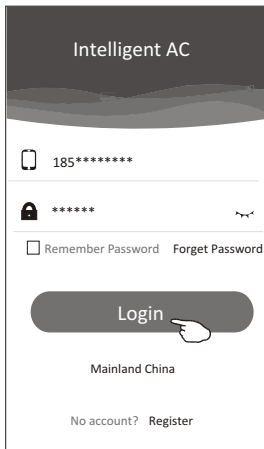 Intelligent AC
185********
******
Remember Password Forget Password
Login
Mainland China
No account? Register